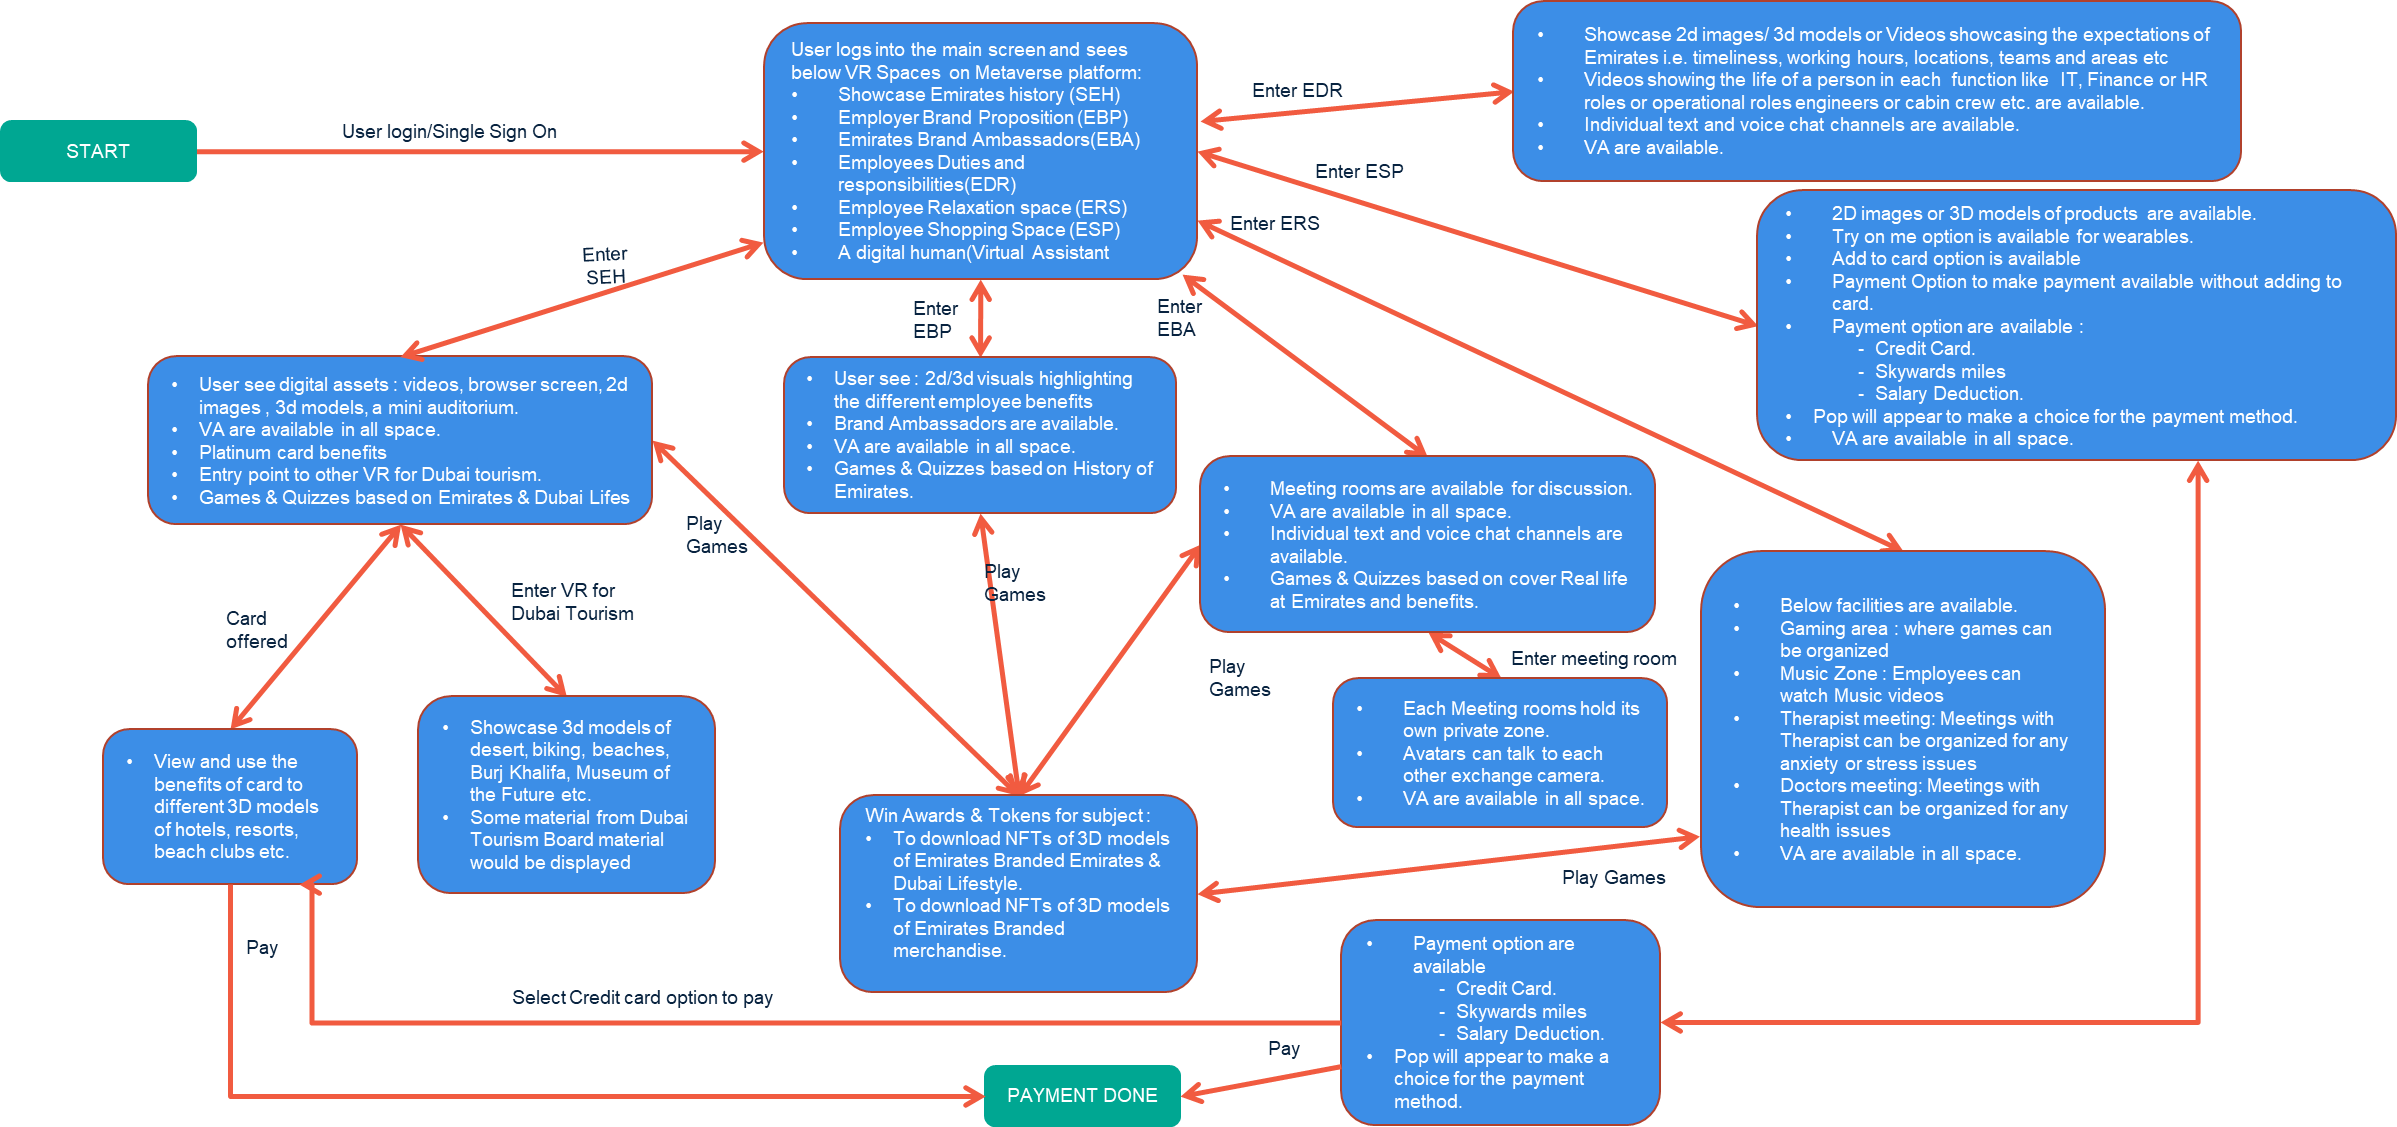 START
User login/Single Sign On
User logs into the main screen and sees
below VR Spaces on Metaverse platform:
• Showcase Emirates history (SEH)
• Employer Brand Proposition (EBP)
• Emirates Brand Ambassadors(EBA)
• Employees Duties and
responsibilities(EDR)
• Employee Relaxation space (ERS)
• Employee Shopping Space (ESP)
• A digital human(Virtual Assistant
Enter EDR
• Showcase 2d images/ 3d models or Videos showcasing the expectations of
Emirates i.e. timeliness, working hours, locations, teams and areas etc
• Videos showing the life of a person in each function like IT, Finance or HR
roles or operational roles engineers or cabin crew etc. are available.
• Individual text and voice chat channels are available.
• VA are available.
Enter ESP
• 2D images or 3D models of products are available.
• Try on me option is available for wearables.
• Add to card option is available
• Payment Option to make payment available without adding to
card.
• Payment option are available :
- Credit Card.
- Skywards miles
- Salary Deduction.
• Pop will appear to make a choice for the payment method.
• VA are available in all space.
Enter ERS
Enter
SEH
Enter
EBP
Enter
EBA
• User see digital assets : videos, browser screen, 2d
images , 3d models, a mini auditorium.
• VA are available in all space.
• Platinum card benefits
• Entry point to other VR for Dubai tourism.
• Games & Quizzes based on Emirates & Dubai Lifes
• User see : 2d/3d visuals highlighting
the different employee benefits
• Brand Ambassadors are available.
• VA are available in all space.
• Games & Quizzes based on History of
Emirates.
• Meeting rooms are available for discussion.
• VA are available in all space.
• Individual text and voice chat channels are
available.
• Games & Quizzes based on cover Real life
at Emirates and benefits.
Play
Games
Play
Games
Play
Games
Enter meeting room
• Each Meeting rooms hold its
own private zone.
• Avatars can talk to each
other exchange camera.
• VA are available in all space.
• Below facilities are available.
• Gaming area : where games can
be organized
• Music Zone : Employees can
watch Music videos
• Therapist meeting: Meetings with
Therapist can be organized for any
anxiety or stress issues
• Doctors meeting: Meetings with
Therapist can be organized for any
health issues
• VA are available in all space.
Card
offered
Enter VR for
Dubai Tourism
• View and use the
benefits of card to
different 3D models
of hotels, resorts,
beach clubs etc.
• Showcase 3d models of
desert, biking, beaches,
Burj Khalifa, Museum of
the Future etc.
• Some material from Dubai
Tourism Board material
would be displayed
Win Awards & Tokens for subject :
• To download NFTs of 3D models
of Emirates Branded Emirates &
Dubai Lifestyle.
• To download NFTs of 3D models
of Emirates Branded
merchandise.
Play Games
Pay
Select Credit card option to pay
• Payment option are
available
- Credit Card.
- Skywards miles
- Salary Deduction.
• Pop will appear to make a
choice for the payment
method.
Pay
PAYMENT DONE